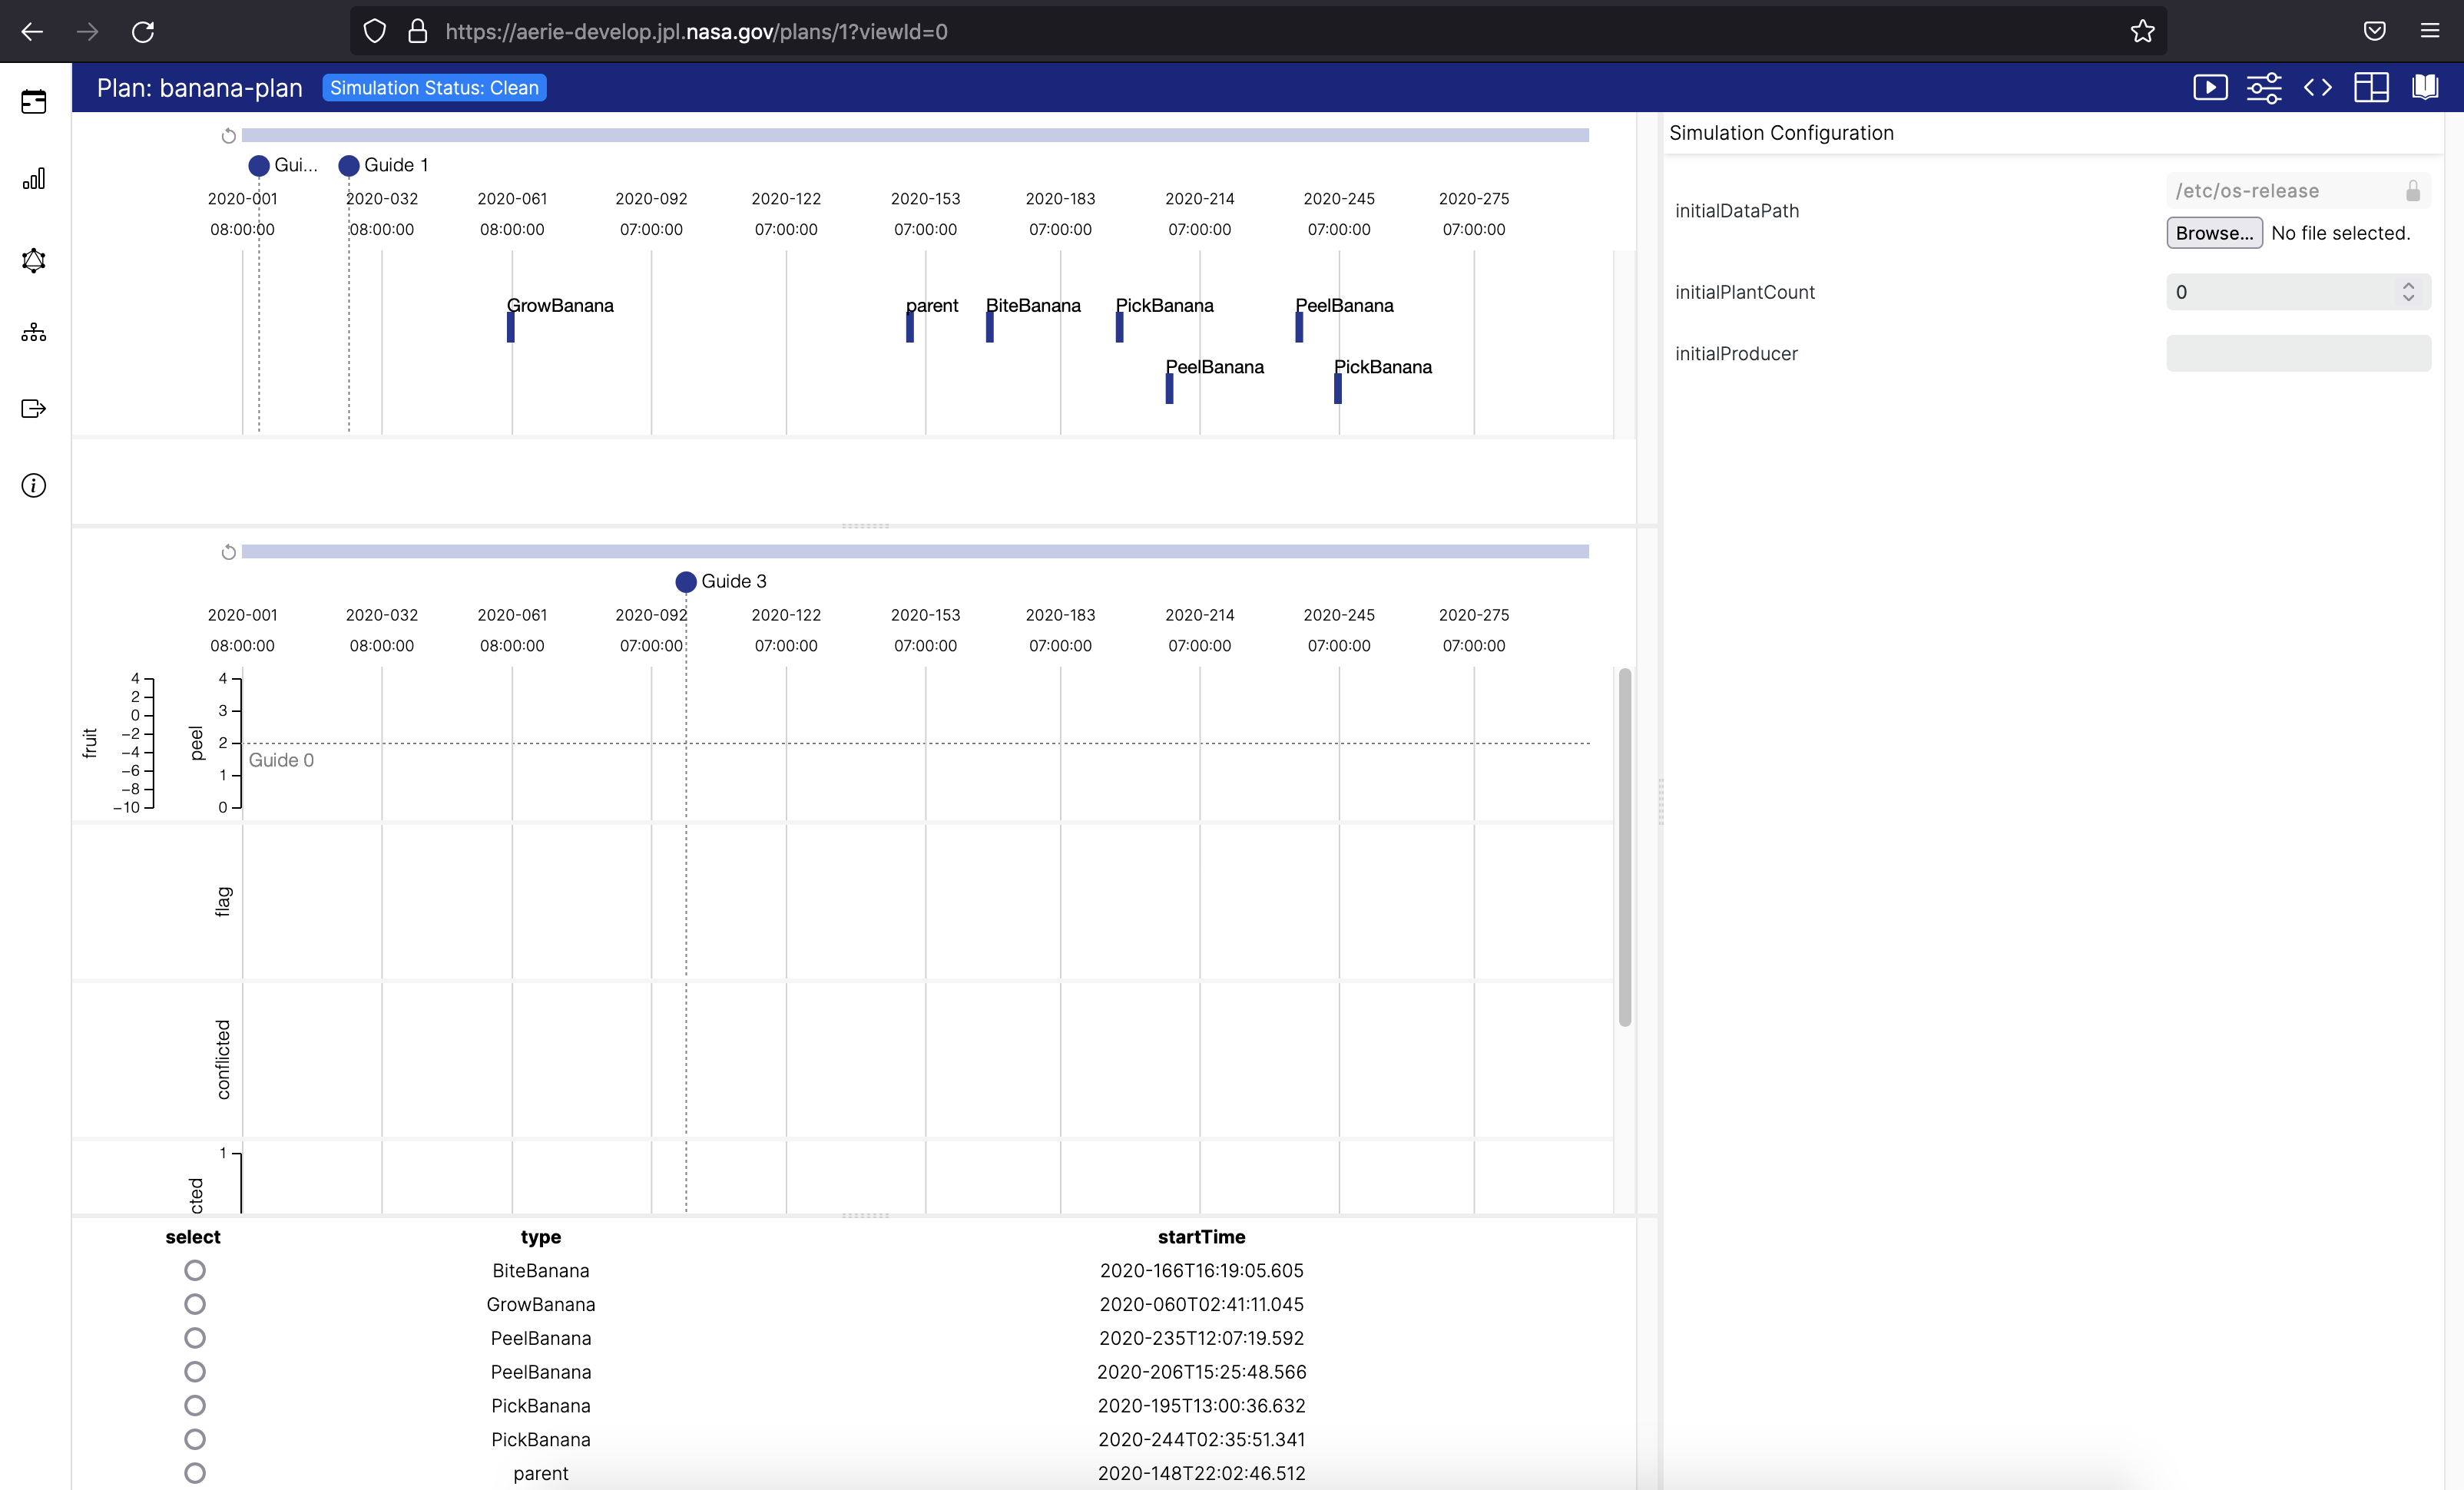 https://aerie-develop.jpl.nasa.gov/plans/1?viewId=0
Plan: banana-plan Simulation Status: Clean
Gui... Guide 1
2020-001 2020-032 2020-061 2020-092 2020-122 2020-153 2020-183 2020-214 2020-245 2020-275
08:00:00 08:00:00 08:00:00 07:00:00 07:00:00 07:00:00 07:00:00 07:00:00 07:00:00 07:00:00
GrowBanana parent BiteBanana PickBanana PeelBanana
PeelBanana PickBanana
Guide 3
2020-001 2020-032 2020-061 2020-092 2020-122 2020-153 2020-183 2020-214 2020-245 2020-275
08:00:00 08:00:00 08:00:00 07:00:00 07:00:00 07:00:00 07:00:00 07:00:00 07:00:00 07:00:00
fruit
4
2
0
−2
−4
−6
−8
−10
peel
4
3
2
1
0
Guide 0
flag
conflicted
1
cted
select type startTime
BiteBanana 2020-166T16:19:05.605
GrowBanana 2020-060T02:41:11.045
PeelBanana 2020-235T12:07:19.592
PeelBanana 2020-206T15:25:48.566
PickBanana 2020-195T13:00:36.632
PickBanana 2020-244T02:35:51.341
parent 2020-148T22:02:46.512
Simulation Configuration
initialDataPath /etc/os-release
Browse... No file selected.
initialPlantCount 0
initialProducer